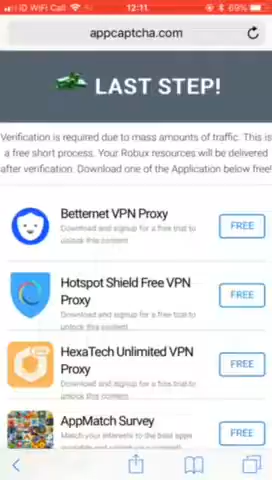 iD WiFi Call 12:11 69%
appcaptcha.com
LAST STEP!
Verification is required due to mass amounts of traffic. This is
a free short process. Your Robux resources will be delivered
after verification. Download one of the Application below free!
Betternet VPN Proxy
Download and signup for a free trial to
unlock this content
FREE
Hotspot Shield Free VPN
Proxy
Download and signup for a free trial to
unlock this content
FREE
HexaTech Unlimited VPN
Proxy
Download and signup for a free trial to
unlock this content
FREE
AppMatch Survey
Match your interests to the best apps
FREE